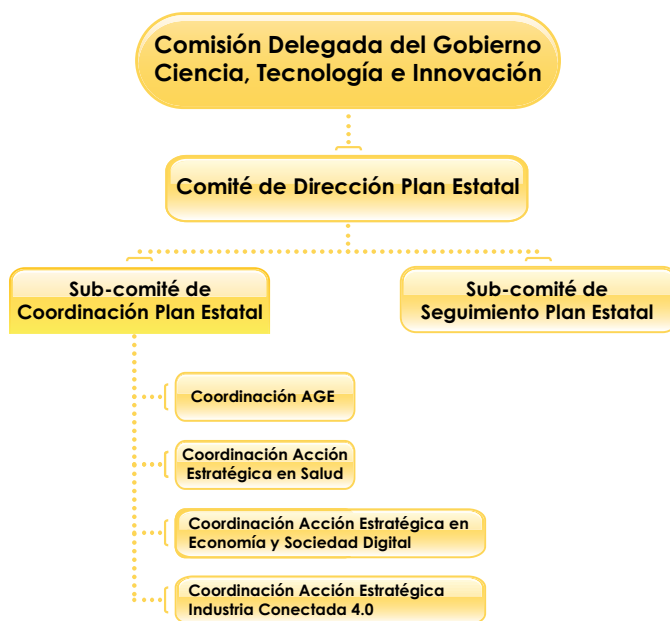 Comisión Delegada del Gobierno
Ciencia, Tecnología e Innovación
Comité de Dirección Plan Estatal
Sub-comité de
Coordinación Plan Estatal
Sub-comité de
Seguimiento Plan Estatal
Coordinación AGE
Coordinación Acción
Estratégica en Salud
Coordinación Acción Estratégica en
Economía y Sociedad Digital
Coordinación Acción Estratégica
Industria Conectada 4.0